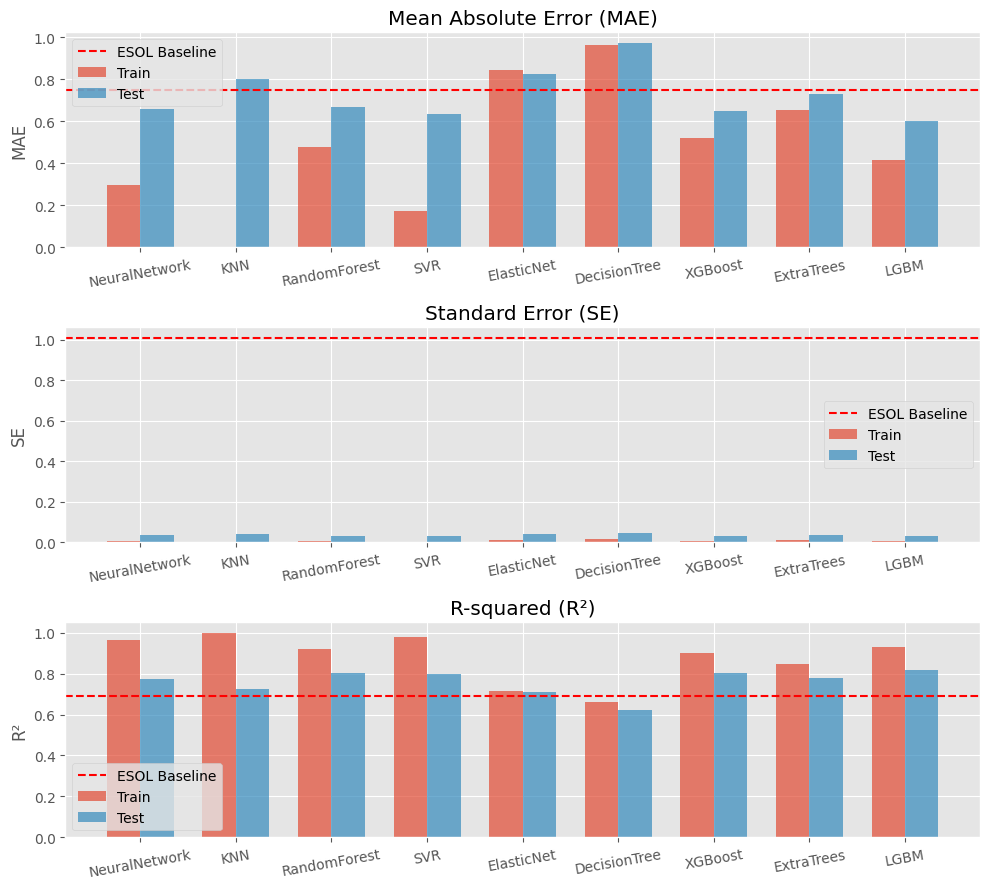 Mean Absolute Error (MAE)
MAE
1.0
0.8
0.6
0.4
0.2
0.0
ESOL Baseline
Train
Test
NeuralNetwork KNN RandomForest SVR ElasticNet DecisionTree XGBoost ExtraTrees LGBM
Standard Error (SE)
SE
1.0
0.8
0.6
0.4
0.2
0.0
ESOL Baseline
Train
Test
NeuralNetwork KNN RandomForest SVR ElasticNet DecisionTree XGBoost ExtraTrees LGBM
R-squared (R²)
R²
1.0
0.8
0.6
0.4
0.2
0.0
ESOL Baseline
Train
Test
NeuralNetwork KNN RandomForest SVR ElasticNet DecisionTree XGBoost ExtraTrees LGBM